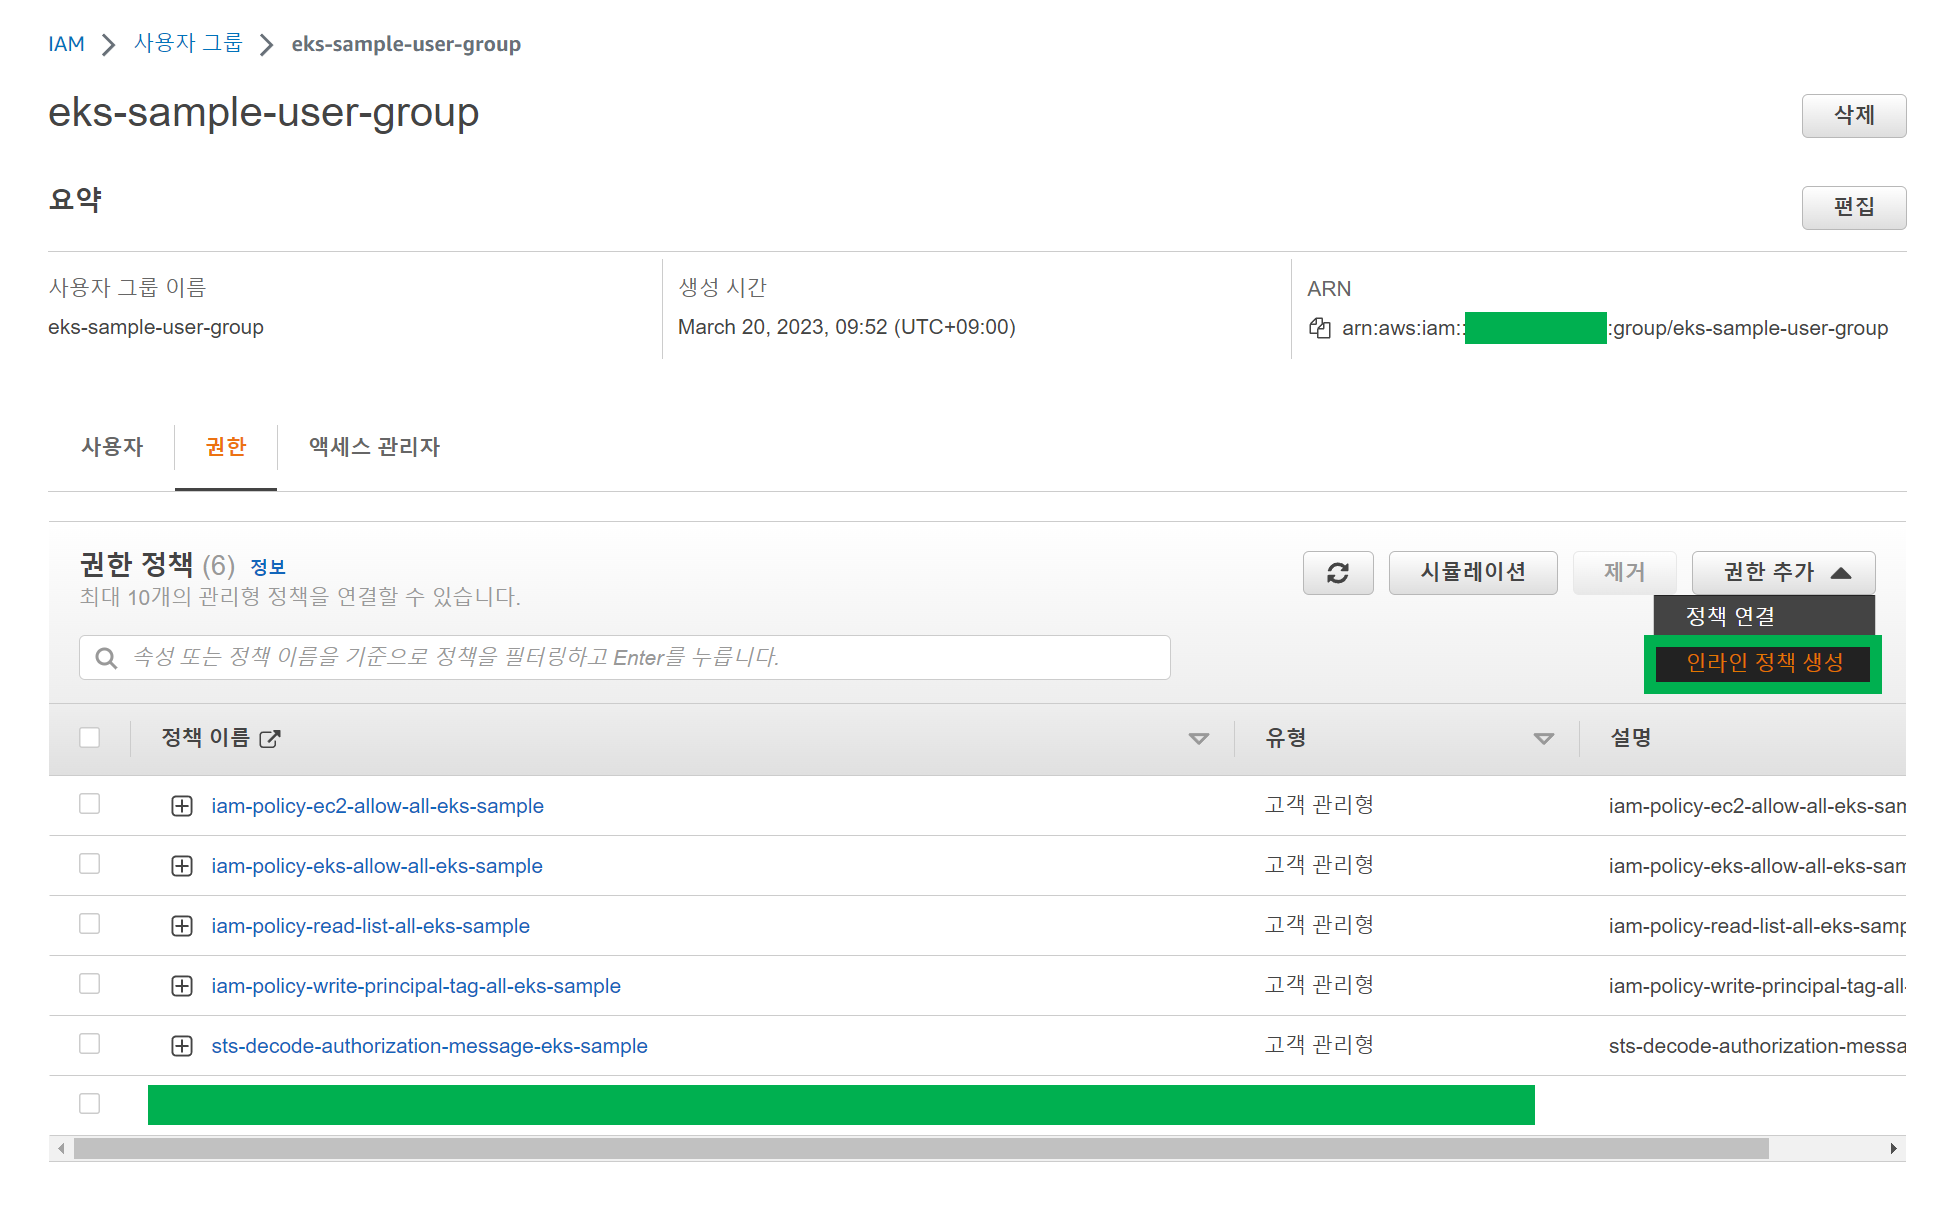 IAM > 사용자 그룹 > eks-sample-user-group
eks-sample-user-group
삭제
요약
편집
사용자 그룹 이름
eks-sample-user-group
생성 시간
March 20, 2023, 09:52 (UTC+09:00)
ARN
arn:aws:iam:: :group/eks-sample-user-group
사용자 권한 액세스 관리자
권한 정책 (6) 정보
최대 10개의 관리형 정책을 연결할 수 있습니다.
시뮬레이션 제거 권한 추가
정책 연결
인라인 정책 생성
속성 또는 정책 이름을 기준으로 정책을 필터링하고 Enter를 누릅니다.
정책 이름 유형 설명
iam-policy-ec2-allow-all-eks-sample 고객 관리형 iam-policy-ec2-allow-all-eks-sam
iam-policy-eks-allow-all-eks-sample 고객 관리형 iam-policy-eks-allow-all-eks-sam
iam-policy-read-list-all-eks-sample 고객 관리형 iam-policy-read-list-all-eks-samp
iam-policy-write-principal-tag-all-eks-sample 고객 관리형 iam-policy-write-principal-tag-all-
sts-decode-authorization-message-eks-sample 고객 관리형 sts-decode-authorization-messa